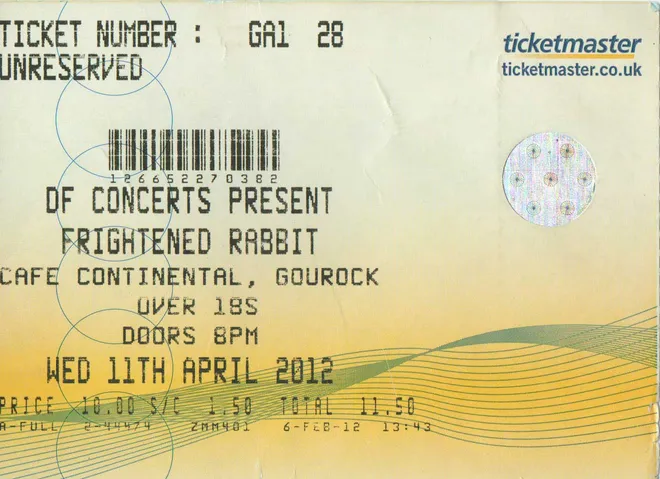 TICKET NUMBER : GA1 28
UNRESERVED
ticketmaster
ticketmaster.co.uk
126652270382
DF CONCERTS PRESENT
FRIGHTENED RABBIT
CAFE CONTINENTAL, GOUROCK
OVER 18S
DOORS 8PM
WED 11TH APRIL 2012
PRICE 10.00 S/C 1.50 TOTAL 11.50
A-FULL 2-44474 ZMM401 6-FEB-12 13:43